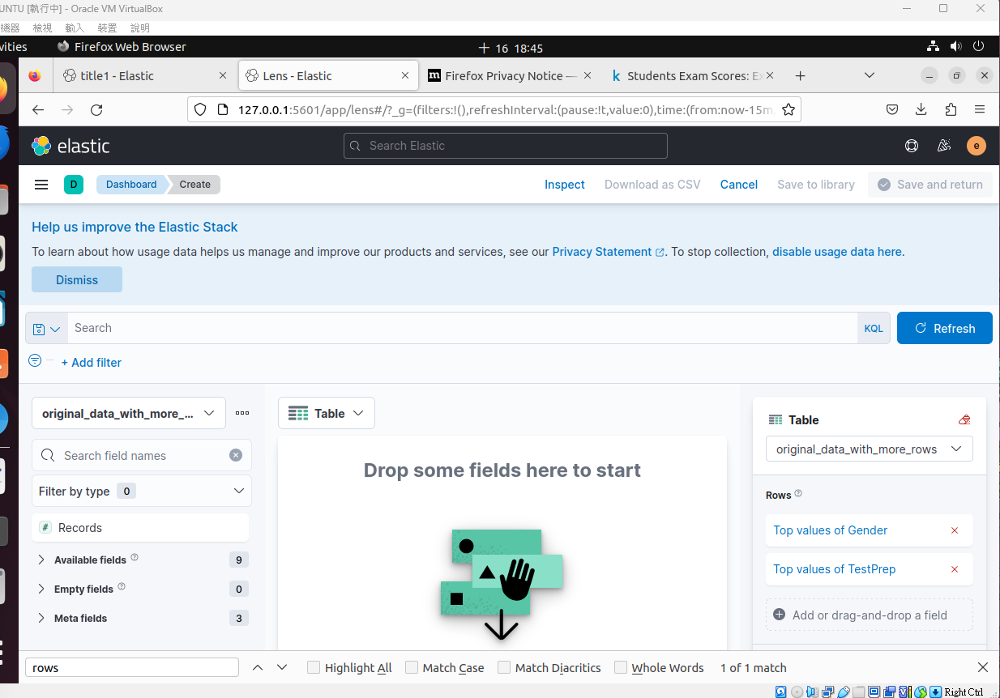 UNTU [執行中] - Oracle VM VirtualBox
機器 檢視 輸入 裝置 說明
vities Firefox Web Browser 16 18:45
title1 - Elastic Lens - Elastic Firefox Privacy Notice — Students Exam Scores: Ex
127.0.0.1:5601/app/lens#/?_g=(filters:!(),refreshInterval:(pause:!t,value:0),time:(from:now-15m,
elastic Search Elastic e
D Dashboard Create Inspect Download as CSV Cancel Save to library Save and return
Help us improve the Elastic Stack
To learn about how usage data helps us manage and improve our products and services, see our Privacy Statement. To stop collection, disable usage data here.
Dismiss
Search KQL Refresh
+ Add filter
original_data_with_more_... Table Table
Search field names original_data_with_more_rows
Drop some fields here to start
Filter by type 0 Rows
# Records Top values of Gender
Available fields 9 Top values of TestPrep
Empty fields 0
Meta fields 3 Add or drag-and-drop a field
rows Highlight All Match Case Match Diacritics Whole Words 1 of 1 match
Right Ctrl